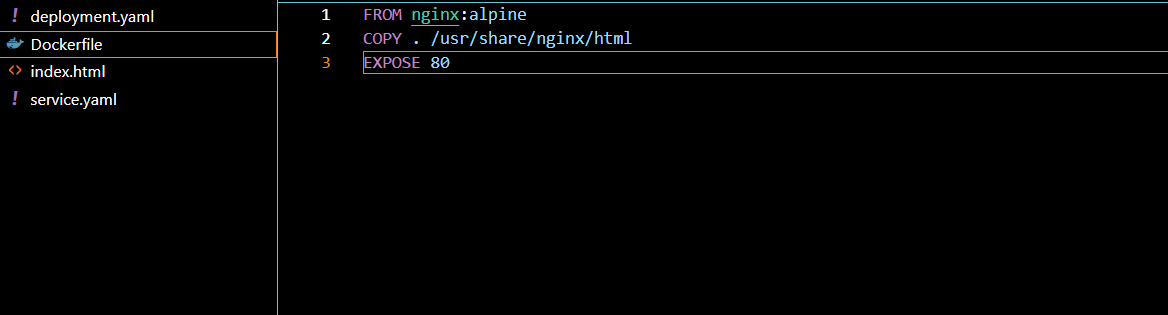 ! deployment.yaml
Dockerfile
<> index.html
! service.yaml
1 FROM nginx:alpine
2 COPY . /usr/share/nginx/html
3 EXPOSE 80